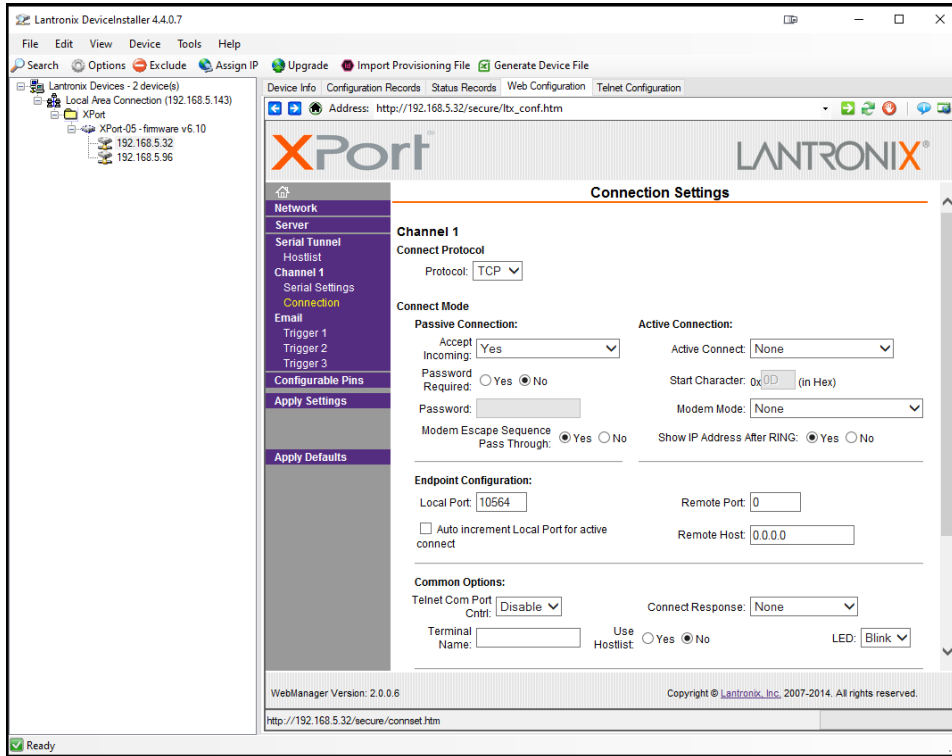 Lantronix DeviceInstaller 4.4.0.7
File Edit View Device Tools Help
Search Options Exclude Assign IP Upgrade Import Provisioning File Generate Device File
Lantronix Devices - 2 device(s)
Local Area Connection (192.168.5.143)
XPort
XPort-05 - firmware v6.10
192.168.5.32
192.168.5.96
Device Info Configuration Records Status Records Web Configuration Telnet Configuration
Address: http://192.168.5.32/secure/ltx_conf.htm
XPort® LANTRONIX®
Network
Server
Serial Tunnel
Hostlist
Channel 1
Serial Settings
Connection
Email
Trigger 1
Trigger 2
Trigger 3
Configurable Pins
Apply Settings
Apply Defaults
Connection Settings
Channel 1
Connect Protocol
Protocol: TCP
Connect Mode
Passive Connection: Active Connection:
Accept Incoming: Yes Active Connect: None
Password Required: Yes No Start Character: 0x 0D (in Hex)
Password: Modem Mode: None
Modem Escape Sequence Pass Through: Yes No Show IP Address After RING: Yes No
Endpoint Configuration:
Local Port: 10564 Remote Port: 0
Auto increment Local Port for active connect Remote Host: 0.0.0.0
Common Options:
Telnet Com Port Cntrl: Disable Connect Response: None
Terminal Name: Use Hostlist: Yes No LED: Blink
WebManager Version: 2.0.0.6 Copyright © Lantronix, Inc. 2007-2014. All rights reserved.
http://192.168.5.32/secure/connset.htm
Ready